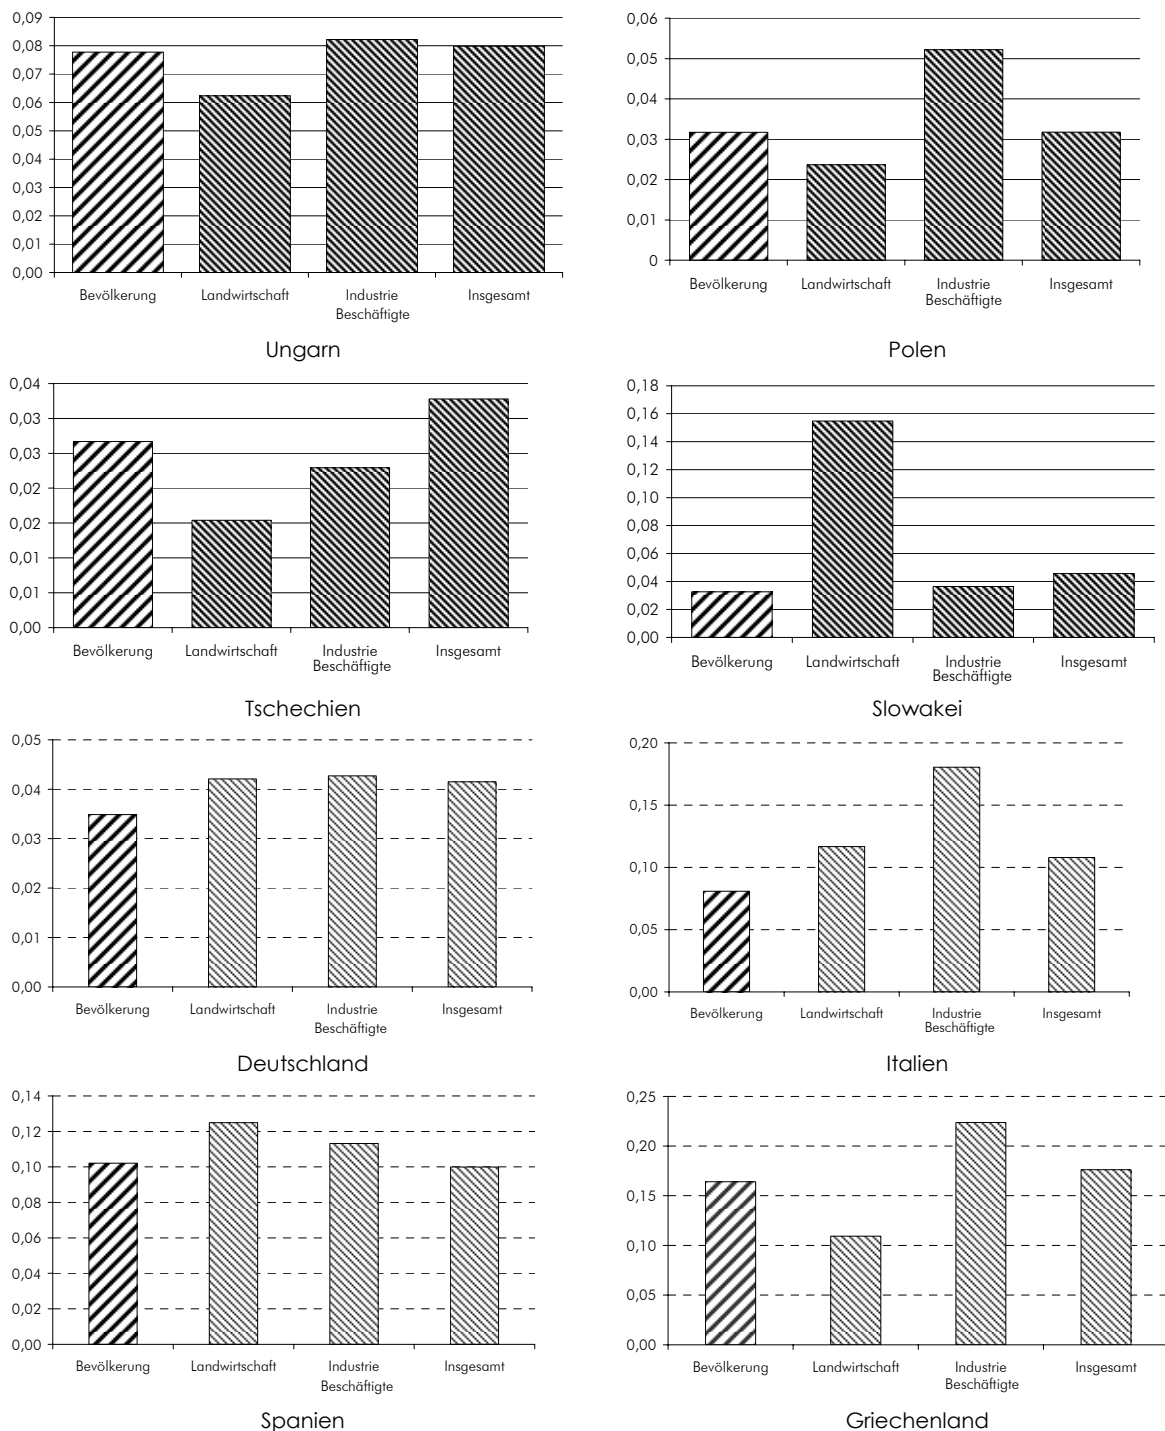 0,09
0,08
0,07
0,06
0,05
0,04
0,03
0,02
0,01
0,00
Bevölkerung Landwirtschaft Industrie Insgesamt
Beschäftigte
Ungarn
0,06
0,05
0,04
0,03
0,02
0,01
0
Bevölkerung Landwirtschaft Industrie Insgesamt
Beschäftigte
Polen
0,04
0,03
0,03
0,02
0,02
0,01
0,01
0,00
Bevölkerung Landwirtschaft Industrie Insgesamt
Beschäftigte
Tschechien
0,18
0,16
0,14
0,12
0,10
0,08
0,06
0,04
0,02
0,00
Bevölkerung Landwirtschaft Industrie Insgesamt
Beschäftigte
Slowakei
0,05
0,04
0,03
0,02
0,01
0,00
Bevölkerung Landwirtschaft Industrie Insgesamt
Beschäftigte
Deutschland
0,20
0,15
0,10
0,05
0,00
Bevölkerung Landwirtschaft Industrie Insgesamt
Beschäftigte
Italien
0,14
0,12
0,10
0,08
0,06
0,04
0,02
0,00
Bevölkerung Landwirtschaft Industrie Insgesamt
Beschäftigte
Spanien
0,25
0,20
0,15
0,10
0,05
0,00
Bevölkerung Landwirtschaft Industrie Insgesamt
Beschäftigte
Griechenland